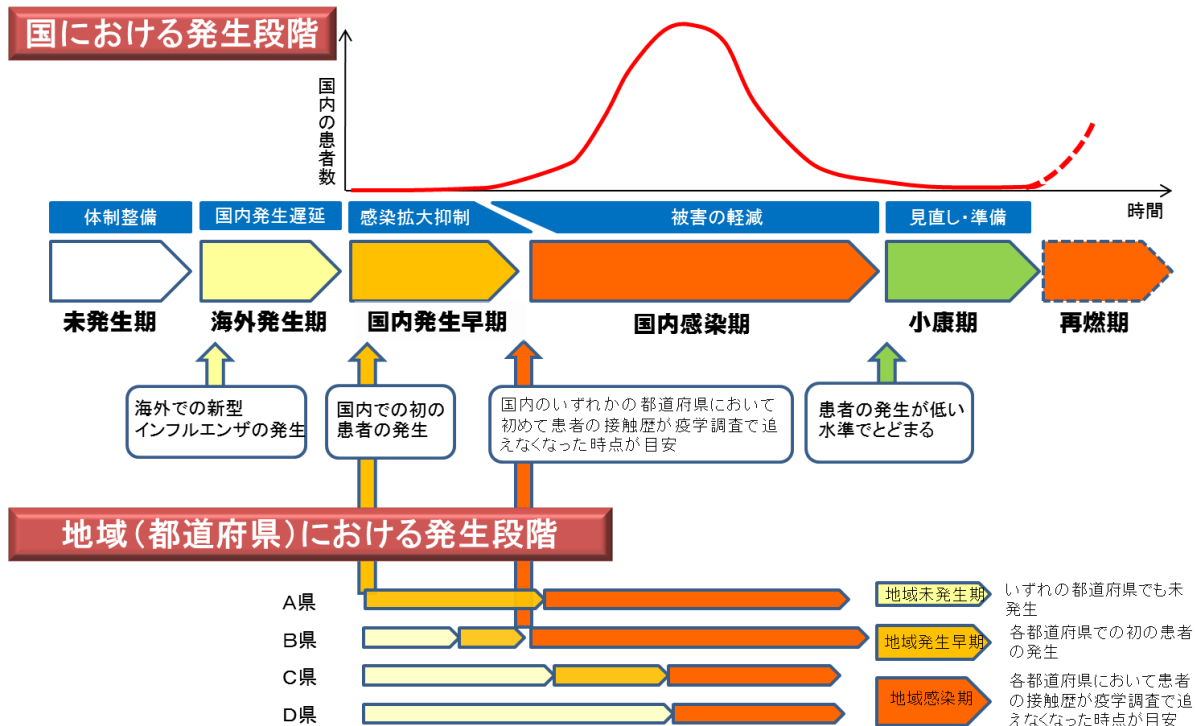 国における発生段階
国内の患者数
時間
体制整備
国内発生遅延
感染拡大抑制
被害の軽減
見直し・準備
未発生期
海外発生期
国内発生早期
国内感染期
小康期
再燃期
海外での新型
インフルエンザの発生
国内での初の
患者の発生
国内のいずれかの都道府県において
初めて患者の接触歴が疫学調査で追
えなくなった時点が目安
患者の発生が低い
水準でとどまる
地域(都道府県)における発生段階
A県
B県
C県
D県
地域未発生期
いずれの都道府県でも未
発生
地域発生早期
各都道府県での初の患者
の発生
地域感染期
各都道府県において患者
の接触歴が疫学調査で追
えなくなった時点が目安